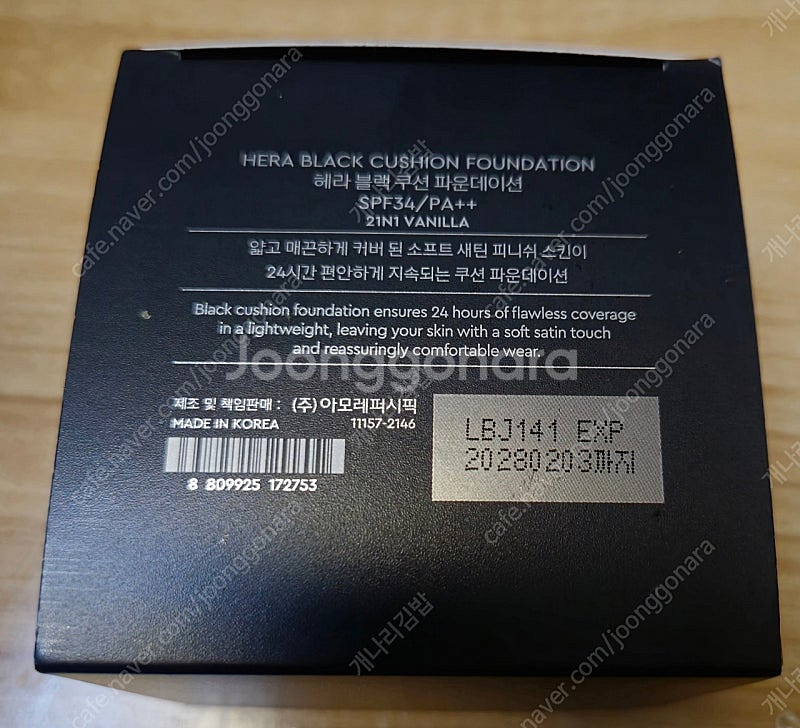 HERA BLACK CUSHION FOUNDATION
헤라 블랙 쿠션 파운데이션
SPF34/PA++
21N1 VANILLA
얇고 매끈하게 커버 된 소프트 새틴 피니쉬 스킨이
24시간 편안하게 지속되는 쿠션 파운데이션
Black cushion foundation ensures 24 hours of flawless coverage
in a lightweight, leaving your skin with a soft satin touch
and reassuringly comfortable wear.
Joonggonara
제조 및 책임판매 : (주)아모레퍼시픽
MADE IN KOREA 11157-2146
8 809925 172753
LBJ141 EXP
20280203까지
cafe.naver.com/joonggonara
개나리김밥